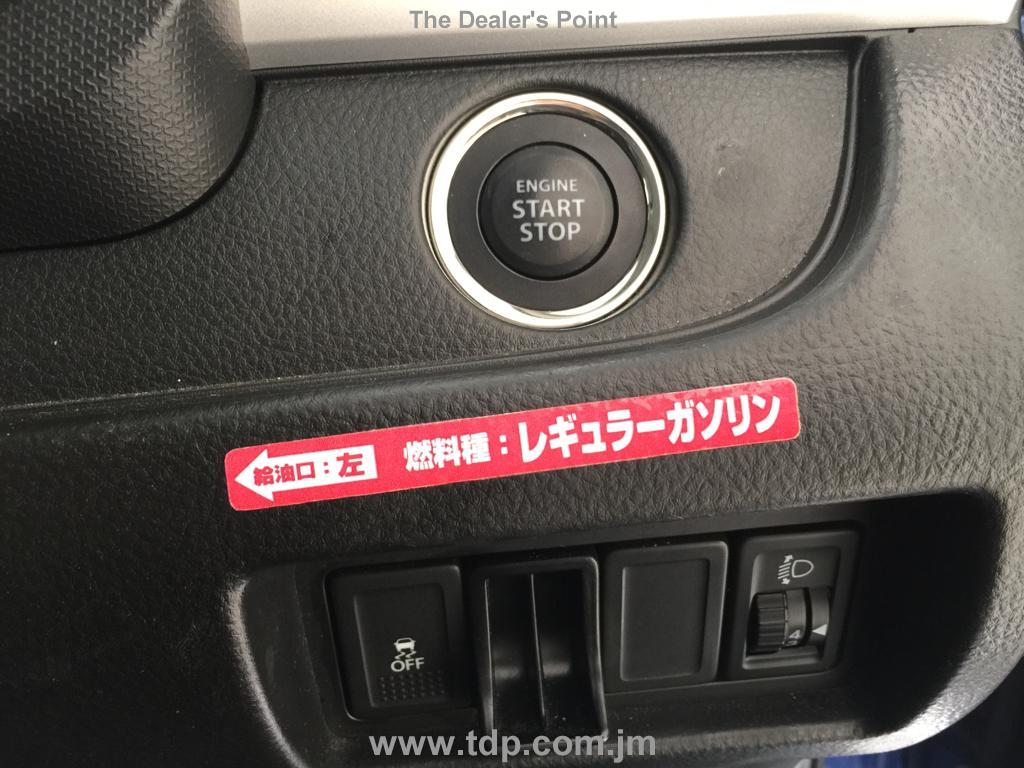 The Dealer's Point
ENGINE
START
STOP
給油口：左 燃料種：レギュラーガソリン
OFF
4
www.tdp.com.jm